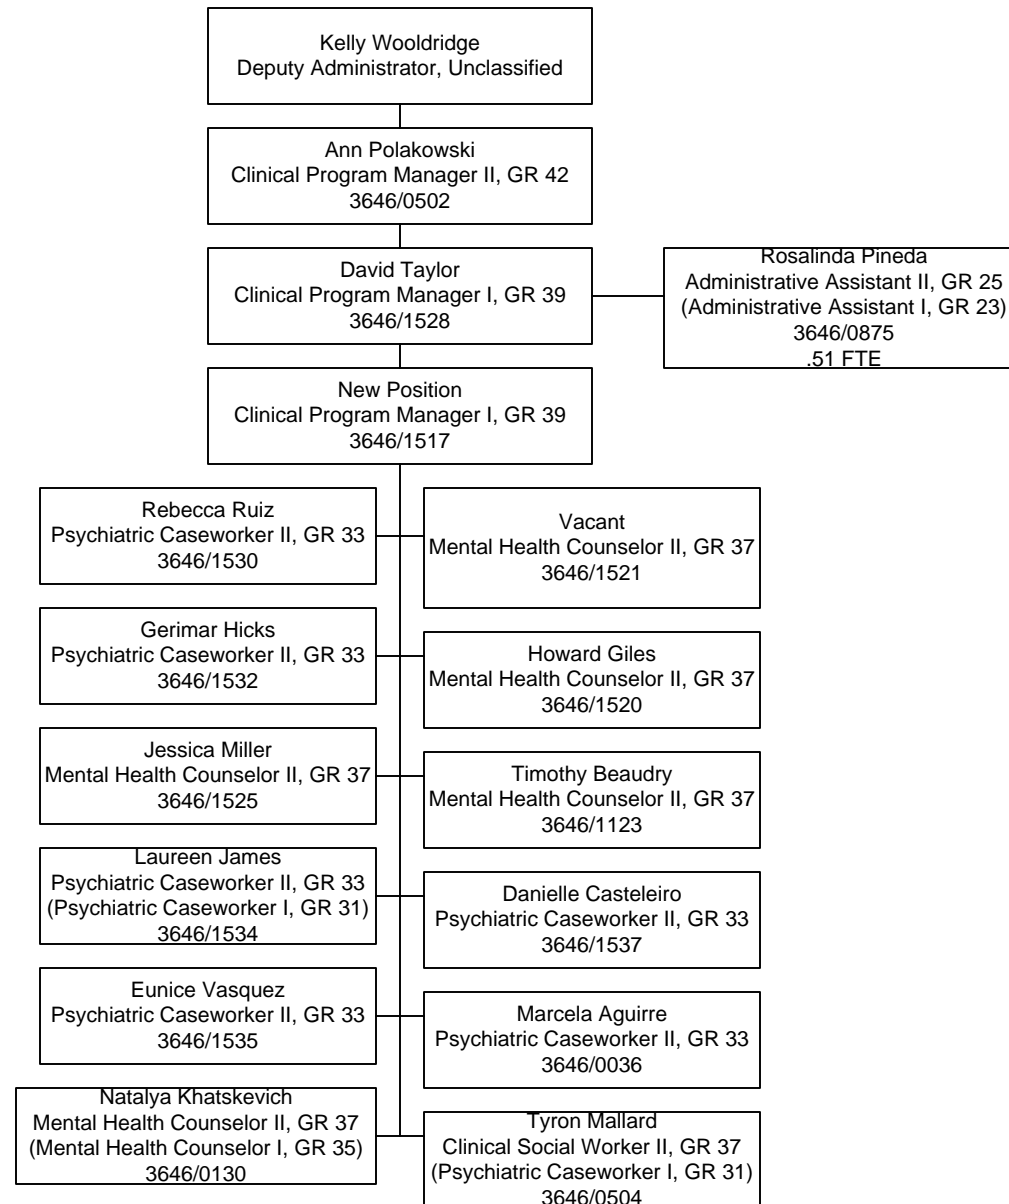 Kelly Wooldridge
Deputy Administrator, Unclassified
Ann Polakowski
Clinical Program Manager II, GR 42
3646/0502
David Taylor
Clinical Program Manager I, GR 39
3646/1528
Rosalinda Pineda
Administrative Assistant II, GR 25
(Administrative Assistant I, GR 23)
3646/0875
.51 FTE
New Position
Clinical Program Manager I, GR 39
3646/1517
Rebecca Ruiz
Psychiatric Caseworker II, GR 33
3646/1530
Vacant
Mental Health Counselor II, GR 37
3646/1521
Gerimar Hicks
Psychiatric Caseworker II, GR 33
3646/1532
Howard Giles
Mental Health Counselor II, GR 37
3646/1520
Jessica Miller
Mental Health Counselor II, GR 37
3646/1525
Timothy Beaudry
Mental Health Counselor II, GR 37
3646/1123
Laureen James
Psychiatric Caseworker II, GR 33
(Psychiatric Caseworker I, GR 31)
3646/1534
Danielle Casteleiro
Psychiatric Caseworker II, GR 33
3646/1537
Eunice Vasquez
Psychiatric Caseworker II, GR 33
3646/1535
Marcela Aguirre
Psychiatric Caseworker II, GR 33
3646/0036
Natalya Khatskevich
Mental Health Counselor II, GR 37
(Mental Health Counselor I, GR 35)
3646/0130
Tyron Mallard
Clinical Social Worker II, GR 37
(Psychiatric Caseworker I, GR 31)
3646/0504